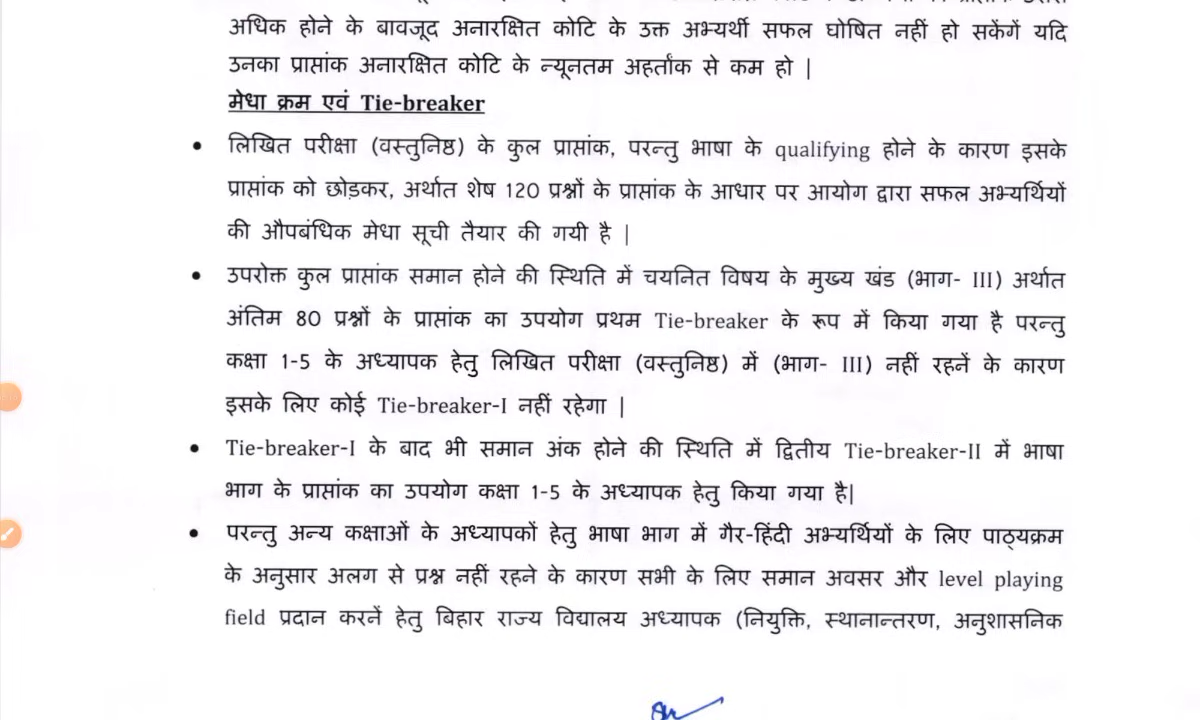 अधिक होने के बावजूद अनारक्षित कोटि के उक्त अभ्यर्थी सफल घोषित नहीं हो सकेंगें यदि
उनका प्राप्तांक अनारक्षित कोटि के न्यूनतम अहर्तांक से कम हो |
मेधा क्रम एवं Tie-breaker
• लिखित परीक्षा (वस्तुनिष्ठ) के कुल प्राप्तांक, परन्तु भाषा के qualifying होने के कारण इसके
प्राप्तांक को छोड़कर, अर्थात शेष 120 प्रश्नों के प्राप्तांक के आधार पर आयोग द्वारा सफल अभ्यर्थियों
की औपबंधिक मेधा सूची तैयार की गयी है |
• उपरोक्त कुल प्राप्तांक समान होने की स्थिति में चयनित विषय के मुख्य खंड (भाग- III) अर्थात
अंतिम 80 प्रश्नों के प्राप्तांक का उपयोग प्रथम Tie-breaker के रूप में किया गया है परन्तु
कक्षा 1-5 के अध्यापक हेतु लिखित परीक्षा (वस्तुनिष्ठ) में (भाग- III) नहीं रहनें के कारण
इसके लिए कोई Tie-breaker-I नहीं रहेगा |
• Tie-breaker-I के बाद भी समान अंक होने की स्थिति में द्वितीय Tie-breaker-II में भाषा
भाग के प्राप्तांक का उपयोग कक्षा 1-5 के अध्यापक हेतु किया गया है|
• परन्तु अन्य कक्षाओं के अध्यापकों हेतु भाषा भाग में गैर-हिंदी अभ्यर्थियों के लिए पाठ्यक्रम
के अनुसार अलग से प्रश्न नहीं रहने के कारण सभी के लिए समान अवसर और level playing
field प्रदान करनें हेतु बिहार राज्य विद्यालय अध्यापक (नियुक्ति, स्थानान्तरण, अनुशासनिक